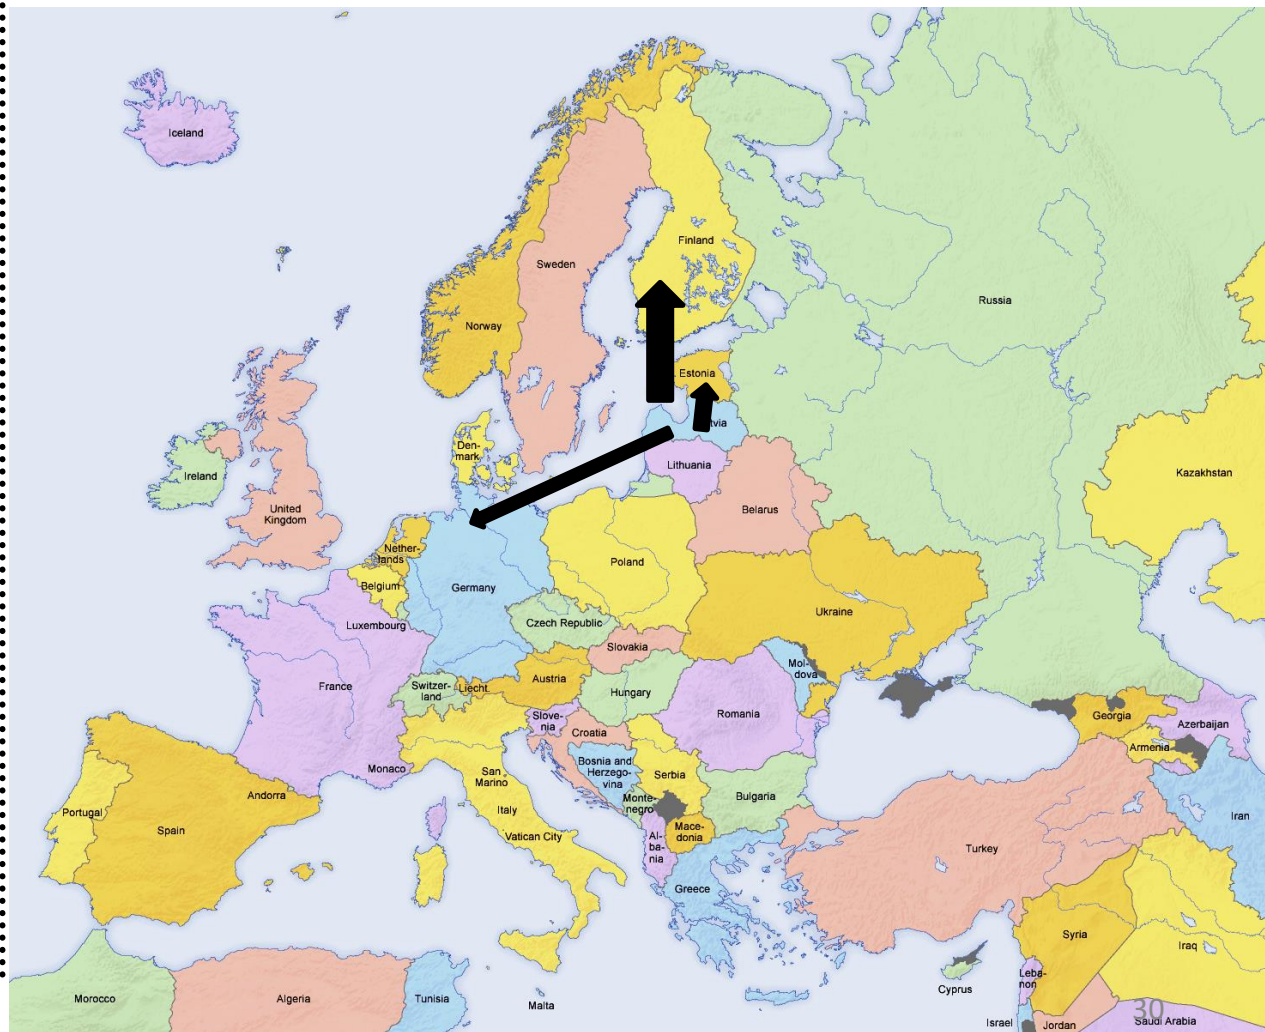 Iceland
Finland
Sweden
Russia
Norway
Estonia
tvia
Den-
mark
Lithuania
Ireland
Kazakhstan
United
Kingdom
Belarus
Nether-
lands
Poland
Belgium
Germany
Ukraine
Czech Republic
Luxembourg
Slovakia
Mol-
dova
Austria
France
Switzer-
land
Liecht.
Hungary
Romania
Slove-
nia
Croatia
Georgia
Azerbaijan
Armenia
Monaco
San
Marino
Bosnia and
Herzego-
vina
Serbia
Andorra
Monte-
negro
Bulgaria
Portugal
Italy
Iran
Spain
Vatican City
Mace-
donia
Al-
ba-
nia
Turkey
Greece
Syria
Iraq
Cyprus
Leba-
non
Morocco
Algeria
Tunisia
Malta
30
Israel
Jordan
Saudi Arabia